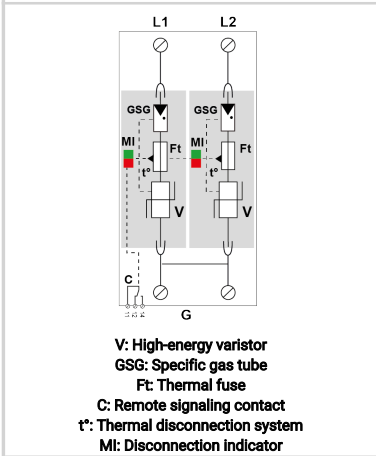 L1 L2
GSG GSG
MI Ft MI Ft
t° t°
V V
C
G
V: High-energy varistor
GSG: Specific gas tube
Ft: Thermal fuse
C: Remote signaling contact
t°: Thermal disconnection system
MI: Disconnection indicator